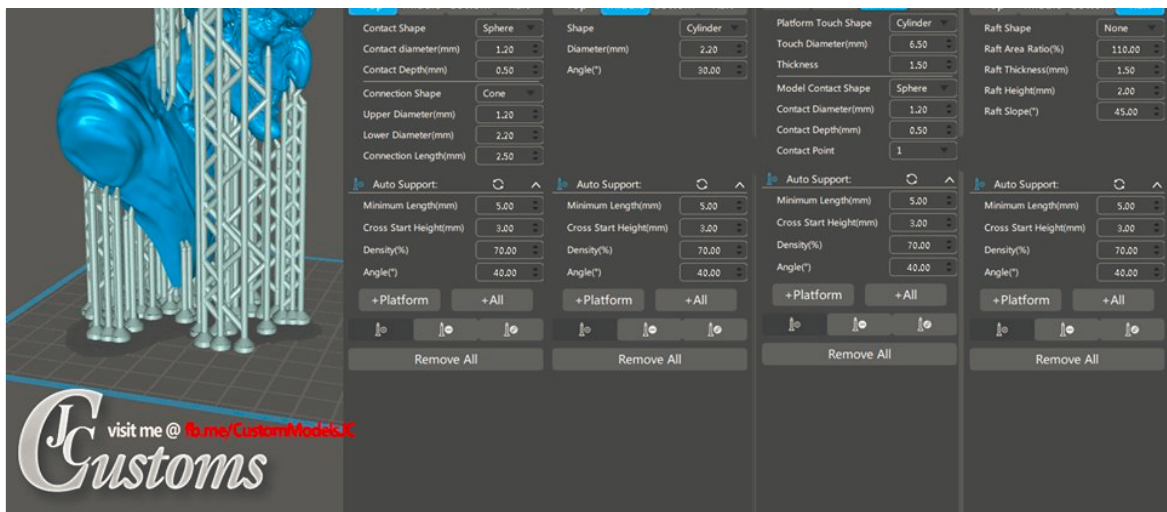 Contact Shape Sphere
Contact diameter(mm) 1.20
Contact Depth(mm) 0.50
Connection Shape Cone
Upper Diameter(mm) 1.20
Lower Diameter(mm) 2.20
Connection Length(mm) 2.50
Auto Support:
Minimum Length(mm) 5.00
Cross Start Height(mm) 3.00
Density(%) 70.00
Angle(°) 40.00
+Platform +All
Remove All
Shape Cylinder
Diameter(mm) 2.20
Angle(°) 30.00
Auto Support:
Minimum Length(mm) 5.00
Cross Start Height(mm) 3.00
Density(%) 70.00
Angle(°) 40.00
+Platform +All
Remove All
Platform Touch Shape Cylinder
Touch Diameter(mm) 6.50
Thickness 1.50
Model Contact Shape Sphere
Contact Diameter(mm) 1.20
Contact Depth(mm) 0.50
Contact Point 1
Auto Support:
Minimum Length(mm) 5.00
Cross Start Height(mm) 3.00
Density(%) 70.00
Angle(°) 40.00
+Platform +All
Remove All
Raft Shape None
Raft Area Ratio(%) 110.00
Raft Thickness(mm) 1.50
Raft Height(mm) 2.00
Raft Slope(°) 45.00
Auto Support:
Minimum Length(mm) 5.00
Cross Start Height(mm) 3.00
Density(%) 70.00
Angle(°) 40.00
+Platform +All
Remove All
visit me @ fb.me/CustomModelsJC
JC Customs